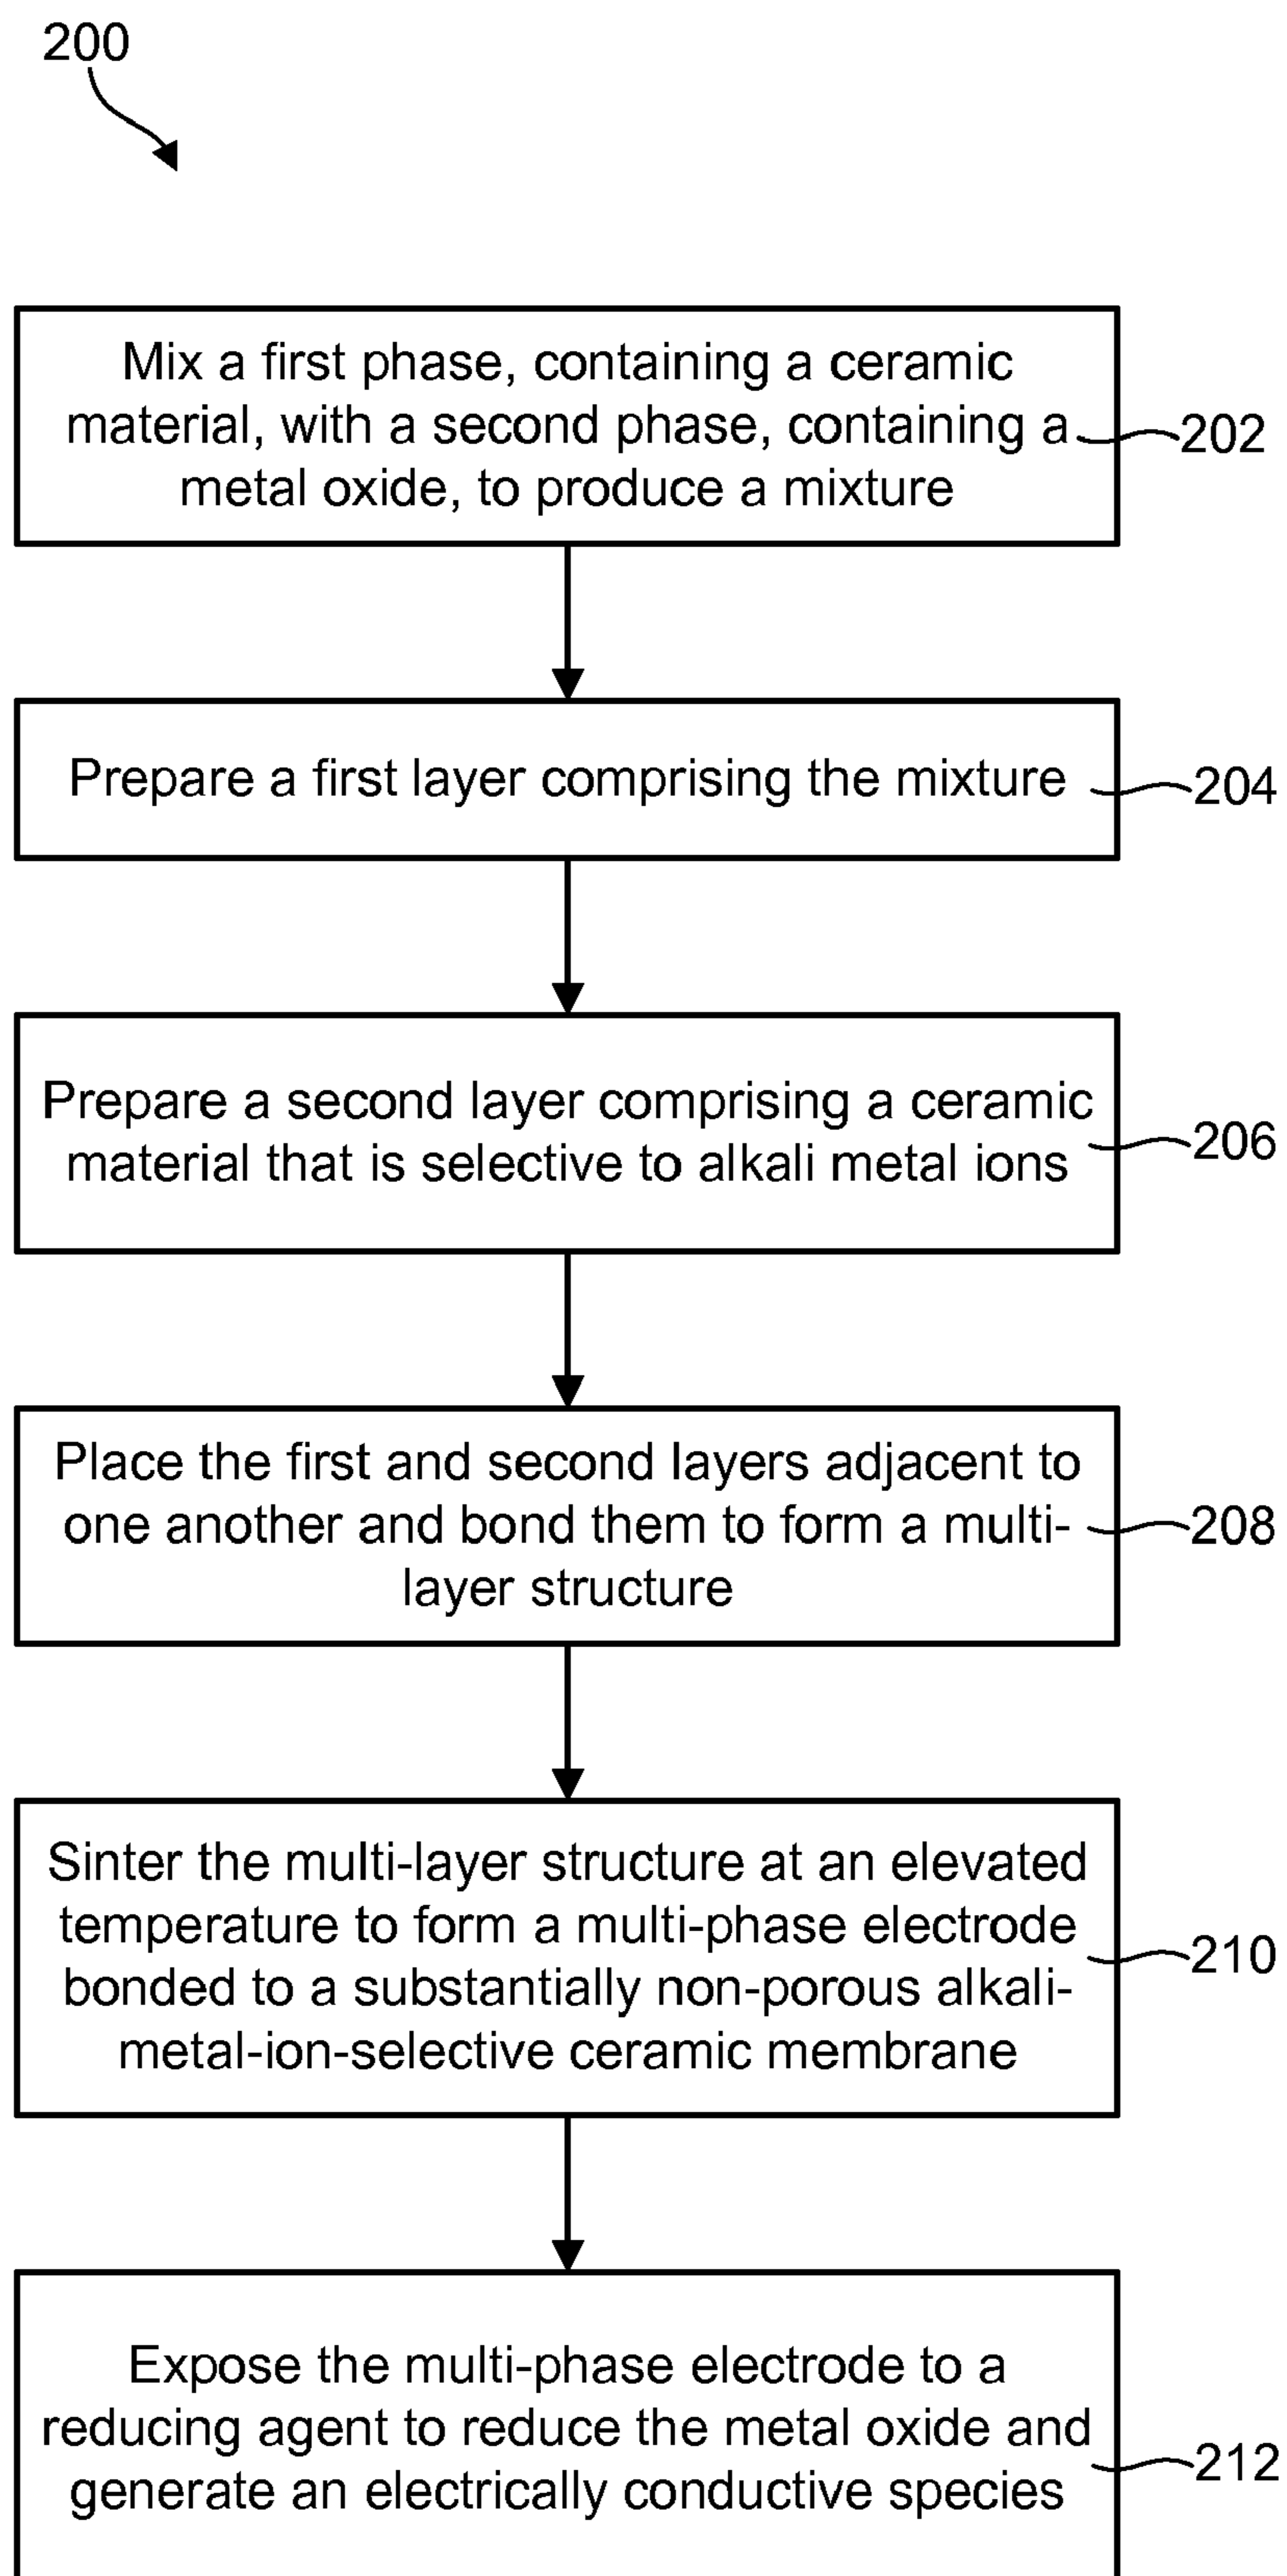 200
Mix a first phase, containing a ceramic
material, with a second phase, containing a
metal oxide, to produce a mixture
202
Prepare a first layer comprising the mixture
204
Prepare a second layer comprising a ceramic
material that is selective to alkali metal ions
206
Place the first and second layers adjacent to
one another and bond them to form a multi-
layer structure
208
Sinter the multi-layer structure at an elevated
temperature to form a multi-phase electrode
bonded to a substantially non-porous alkali-
metal-ion-selective ceramic membrane
210
Expose the multi-phase electrode to a
reducing agent to reduce the metal oxide and
generate an electrically conductive species
212